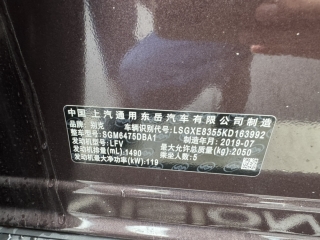 中国 上汽通用东岳汽车有限公司制造
品牌: 别克 车辆识别代号: LSGXE8355KD163992
整车型号: SGM6475DBA1 制造年月: 2019-07
发动机型号: LFV 最大允许总质量(kg): 2050
发动机排量(mL): 1490 乘坐人数: 5
发动机最大净功率(kW): 119